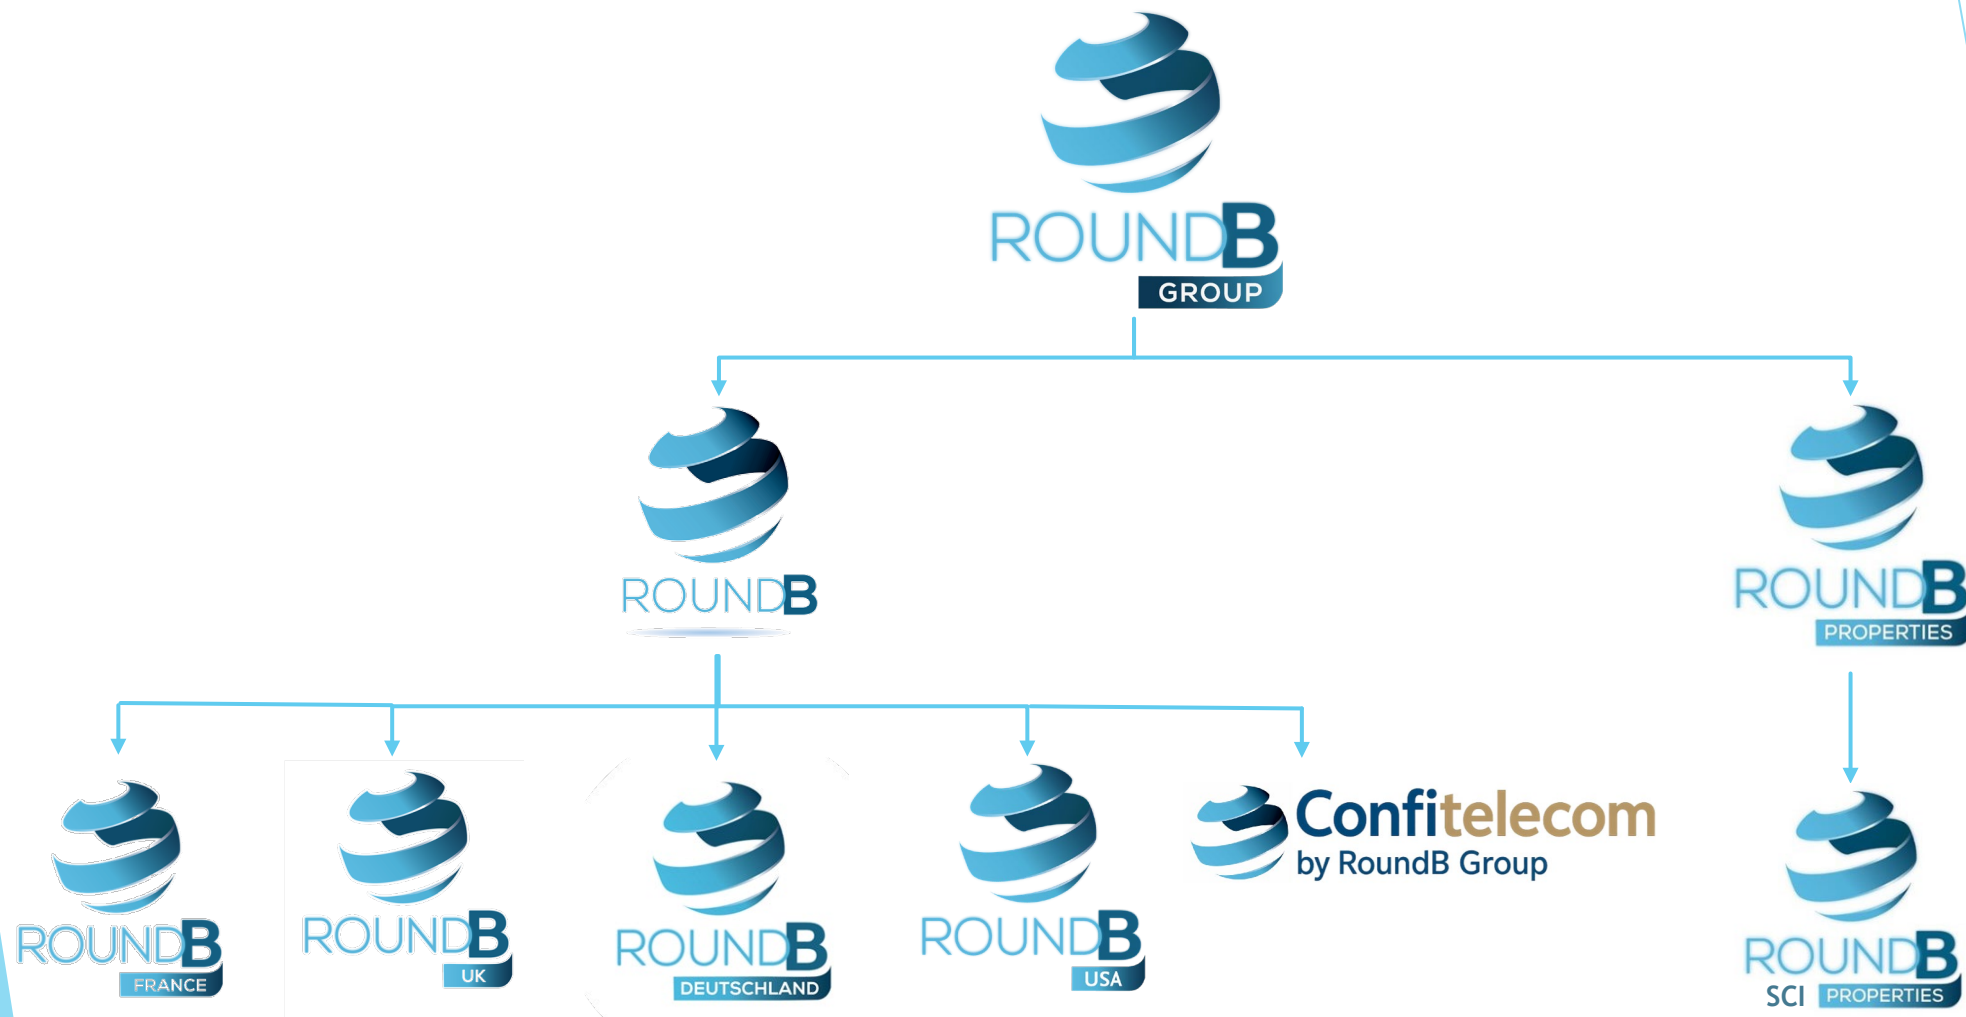 ROUNDB
GROUP
ROUNDB
ROUNDB
PROPERTIES
ROUNDB
FRANCE
ROUNDB
UK
ROUNDB
DEUTSCHLAND
ROUNDB
USA
Confitelecom
by RoundB Group
ROUNDB
SCI PROPERTIES